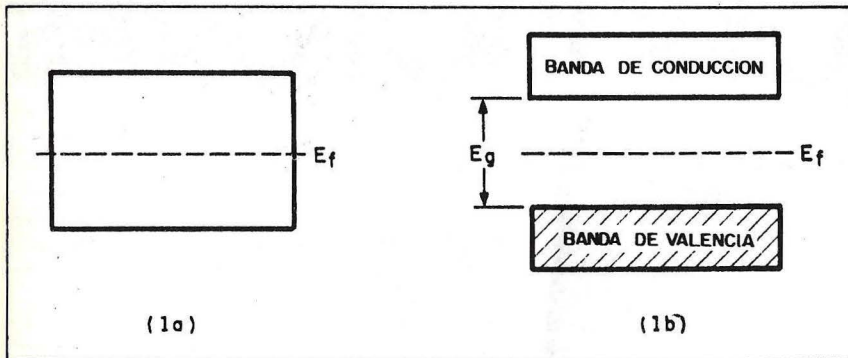 BANDA DE CONDUCCION
Ef
Eg
Ef
BANDA DE VALENCIA
(1a)
(1b)